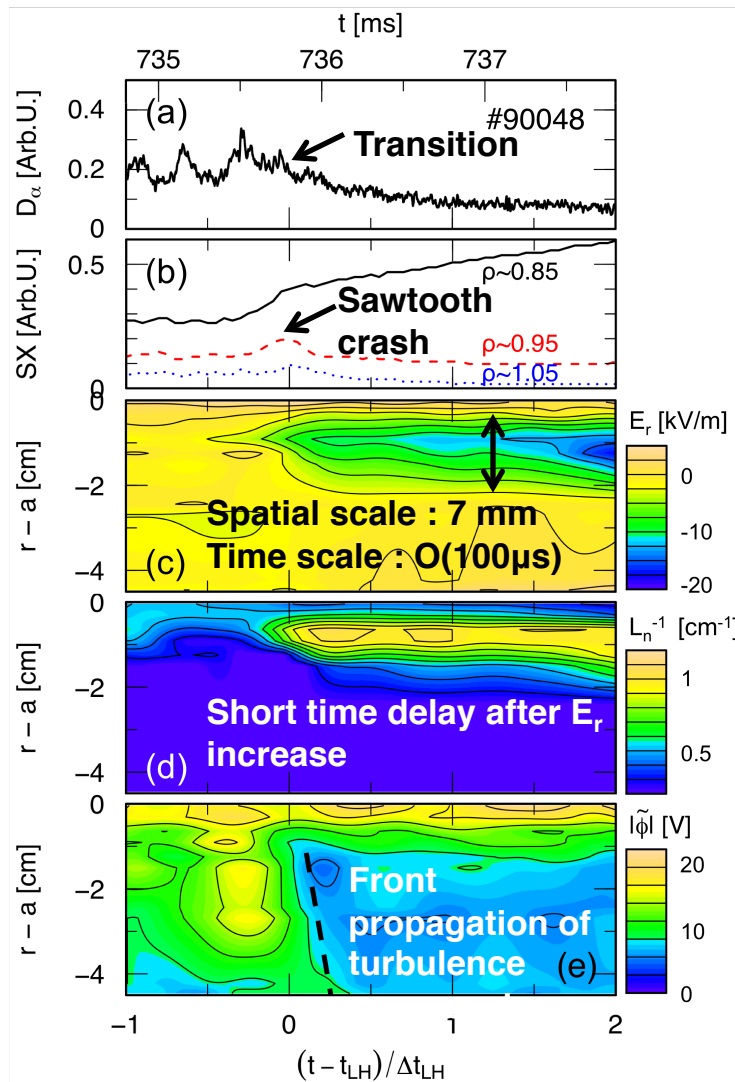 t [ms]
735 736 737
(a)
#90048
Transition
0.4
0.2
0
Dα [Arb.U.]
(b)
ρ~0.85
Sawtooth
crash
ρ~0.95
ρ~1.05
0.5
0
SX [Arb.U.]
(c)
0
−2
−4
r − a [cm]
Spatial scale : 7 mm
Time scale : O(100μs)
Er [kV/m]
0
-10
-20
(d)
0
−2
−4
r − a [cm]
Short time delay after Er
increase
Ln⁻¹ [cm⁻¹]
1
0.5
(e)
0
−2
−4
r − a [cm]
Front
propagation of
turbulence
|φ̃| [V]
20
10
0
−1 0 1 2
(t − tLH) / ΔtLH